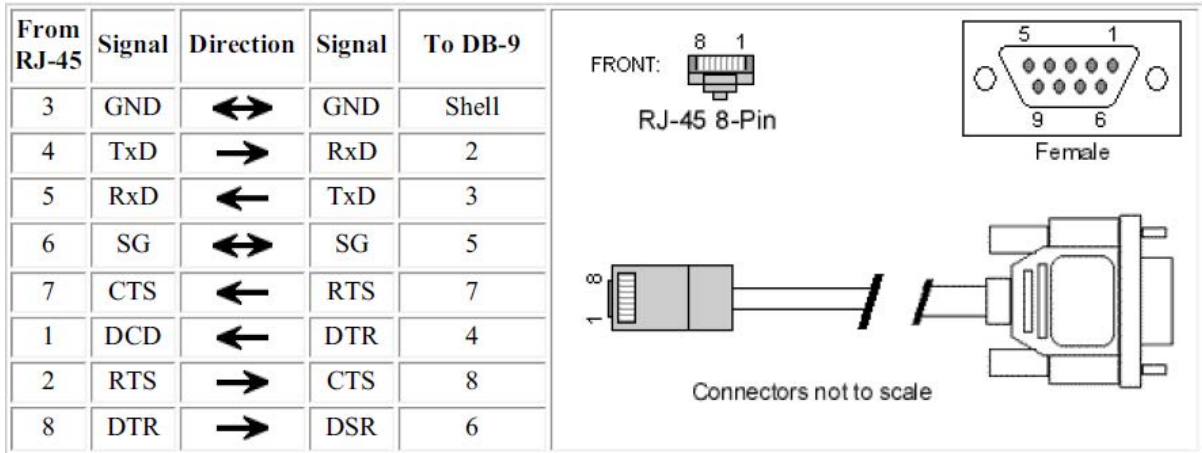 From RJ-45 Signal Direction Signal To DB-9
3 GND GND Shell
4 TxD RxD 2
5 RxD TxD 3
6 SG SG 5
7 CTS RTS 7
1 DCD DTR 4
2 RTS CTS 8
8 DTR DSR 6
8 1
FRONT:
RJ-45 8-Pin
5 1
9 6
Female
8
1
Connectors not to scale